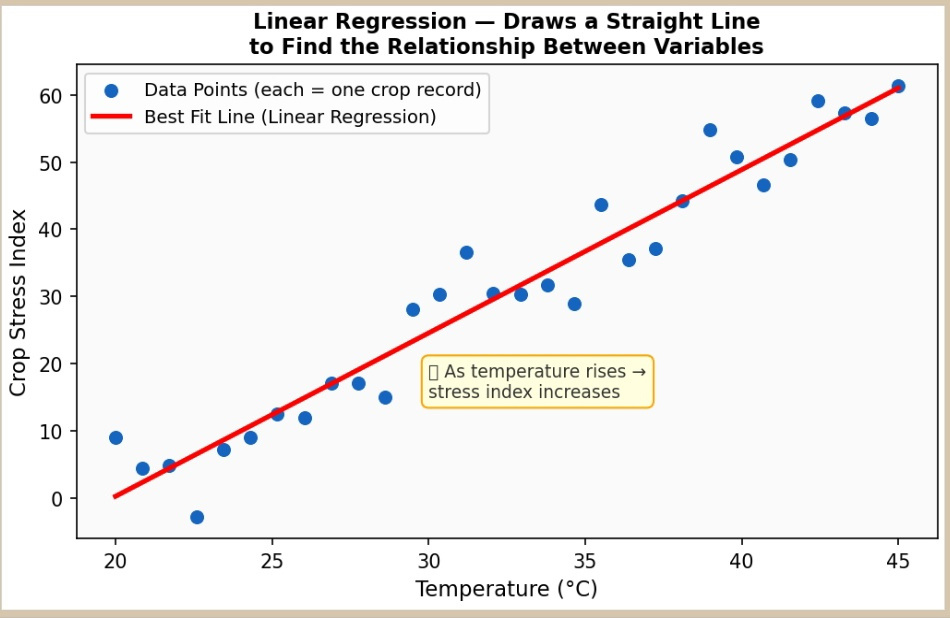 Linear Regression — Draws a Straight Line
to Find the Relationship Between Variables
Data Points (each = one crop record)
Best Fit Line (Linear Regression)
60
50
40
30
20
10
0
Crop Stress Index
As temperature rises →
stress index increases
20 25 30 35 40 45
Temperature (°C)